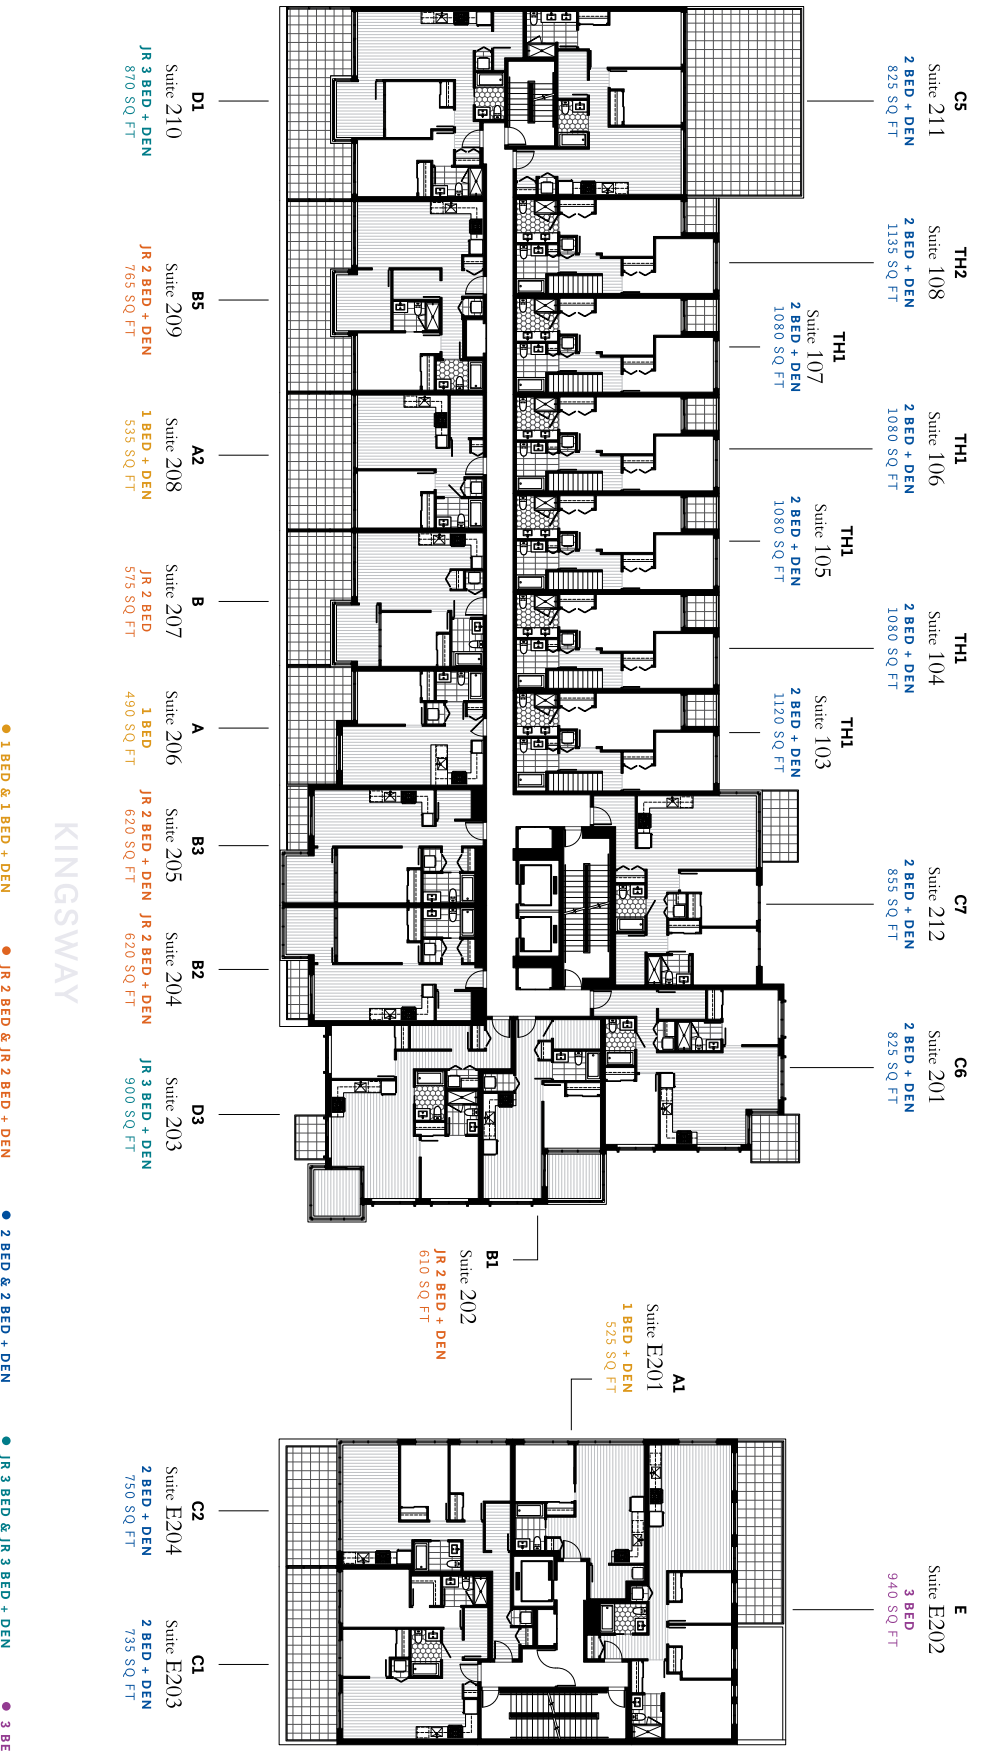 C5
Suite 211
2 BED + DEN
825 SQ FT
TH2
Suite 108
2 BED + DEN
1135 SQ FT
TH1
Suite 107
2 BED + DEN
1080 SQ FT
TH1
Suite 106
2 BED + DEN
1080 SQ FT
TH1
Suite 105
2 BED + DEN
1080 SQ FT
TH1
Suite 104
2 BED + DEN
1080 SQ FT
TH1
Suite 103
2 BED + DEN
1120 SQ FT
C7
Suite 212
2 BED + DEN
855 SQ FT
C6
Suite 201
2 BED + DEN
825 SQ FT
E
Suite E202
3 BED
940 SQ FT
A1
Suite E201
1 BED + DEN
525 SQ FT
B1
Suite 202
JR 2 BED + DEN
610 SQ FT
D1
Suite 210
JR 3 BED + DEN
870 SQ FT
B5
Suite 209
JR 2 BED + DEN
765 SQ FT
A2
Suite 208
1 BED + DEN
535 SQ FT
B
Suite 207
JR 2 BED
575 SQ FT
A
Suite 206
1 BED
490 SQ FT
B3
Suite 205
JR 2 BED + DEN
620 SQ FT
B2
Suite 204
JR 2 BED + DEN
620 SQ FT
D3
Suite 203
JR 3 BED + DEN
900 SQ FT
C2
Suite E204
2 BED + DEN
750 SQ FT
C1
Suite E203
2 BED + DEN
735 SQ FT
KINGSWAY
1 BED & 1 BED + DEN
JR 2 BED & JR 2 BED + DEN
2 BED & 2 BED + DEN
JR 3 BED & JR 3 BED + DEN
3 BE